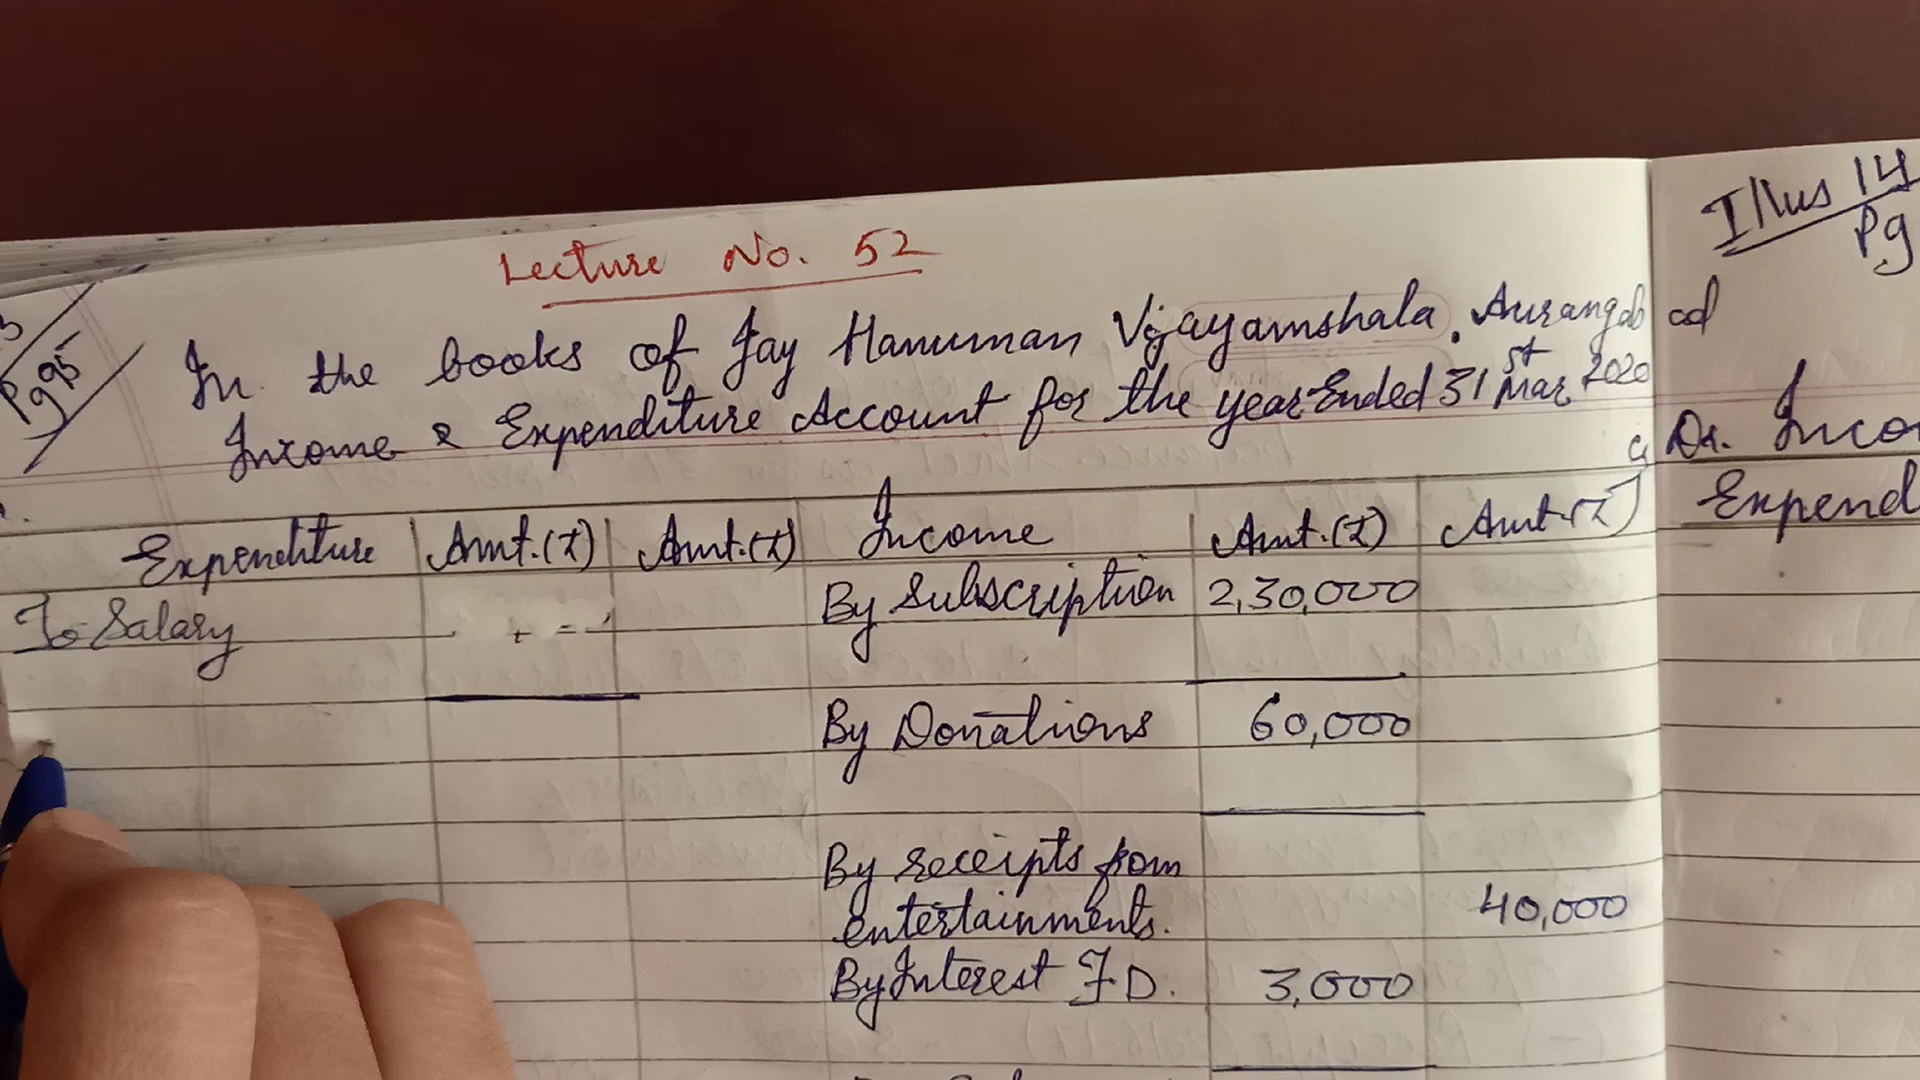 Lecture No. 52
In the books of Jay Hanuman Vyayamshala. Aurangabad
Income & Expenditure Account for the year Ended 31st Mar 2020
Expenditure Amt.(₹) Amt.(₹) Income Amt.(₹) Amt.(₹)
To Salary By Subscription 2,30,000
By Donations 60,000
By receipts from
entertainments. 40,000
By Interest F.D. 3,000
Pg 95
Illus 14
Pg
Dr. Inco
Expend